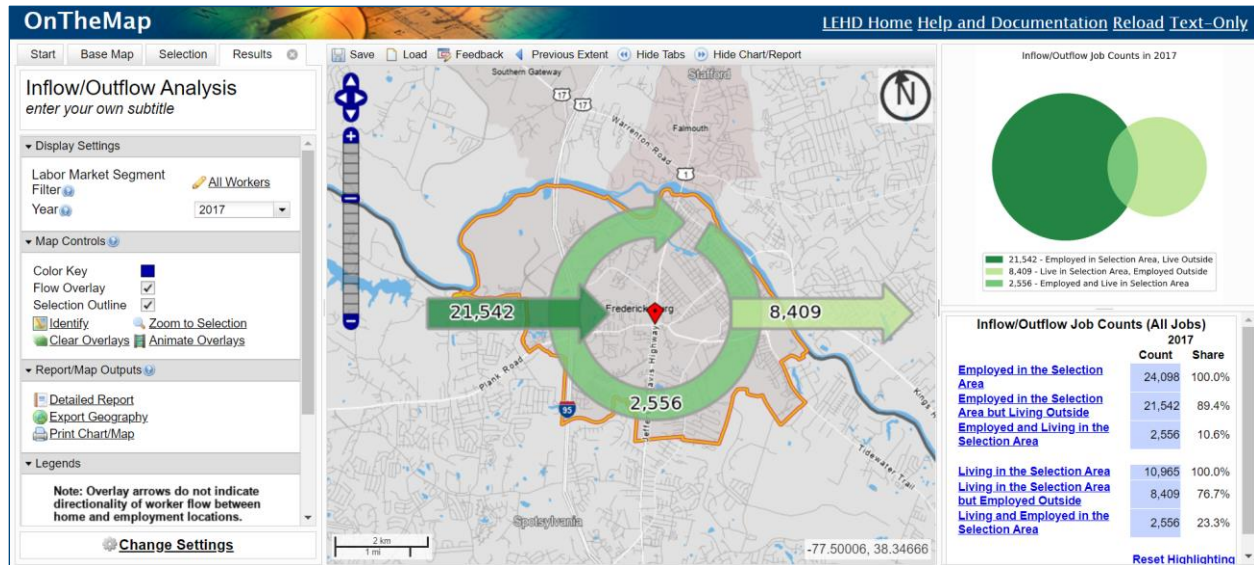 OnTheMap
LEHD Home Help and Documentation Reload Text-Only
Start Base Map Selection Results
Save Load Feedback Previous Extent Hide Tabs Hide Chart/Report
Inflow/Outflow Analysis
enter your own subtitle
Display Settings
Labor Market Segment
Filter All Workers
Year 2017
Map Controls
Color Key
Flow Overlay
Selection Outline
Identify Zoom to Selection
Clear Overlays Animate Overlays
Report/Map Outputs
Detailed Report
Export Geography
Print Chart/Map
Legends
Note: Overlay arrows do not indicate
directionality of worker flow between
home and employment locations.
Change Settings
Southern Gateway
Stafford
17
17
Warrenton Road
Falmouth
1
N
21,542
8,409
2,556
Plank Road
95
Tidewater Trail
Spotsylvania
2 km
1 mi
-77.50006, 38.34666
Inflow/Outflow Job Counts in 2017
21,542 - Employed in Selection Area, Live Outside
8,409 - Live in Selection Area, Employed Outside
2,556 - Employed and Live in Selection Area
Inflow/Outflow Job Counts (All Jobs)
2017
Count Share
Employed in the Selection
Area 24,098 100.0%
Employed in the Selection
Area but Living Outside 21,542 89.4%
Employed and Living in the
Selection Area 2,556 10.6%
Living in the Selection Area 10,965 100.0%
Living in the Selection Area
but Employed Outside 8,409 76.7%
Living and Employed in the
Selection Area 2,556 23.3%
Reset Highlighting